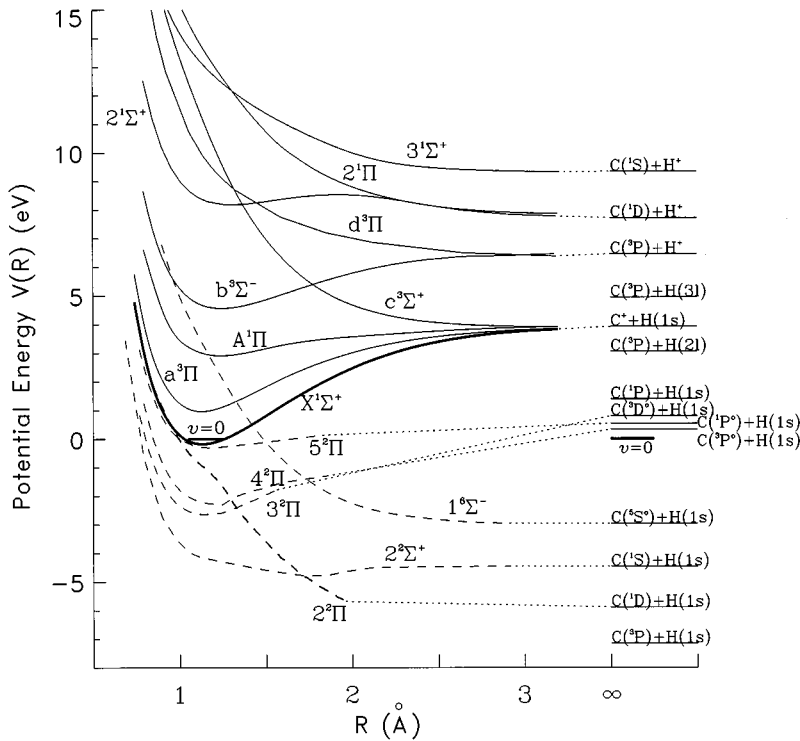 15
10
5
0
−5
Potential Energy V(R) (eV)
1
2
3
∞
R (Å)
2¹Σ⁺
3¹Σ⁺
2¹Π
d³Π
b³Σ⁻
c³Σ⁺
A¹Π
a³Π
X¹Σ⁺
v=0
5²Π
4²Π
3²Π
1⁶Σ⁻
2²Σ⁺
2²Π
C(¹S)+H⁺
C(¹D)+H⁺
C(³P)+H⁺
C(³P)+H(3l)
C⁺+H(1s)
C(³P)+H(2l)
C(¹P)+H(1s)
C(³D°)+H(1s)
C(¹P°)+H(1s)
C(³P°)+H(1s)
v=0
C(⁵S°)+H(1s)
C(¹S)+H(1s)
C(¹D)+H(1s)
C(³P)+H(1s)